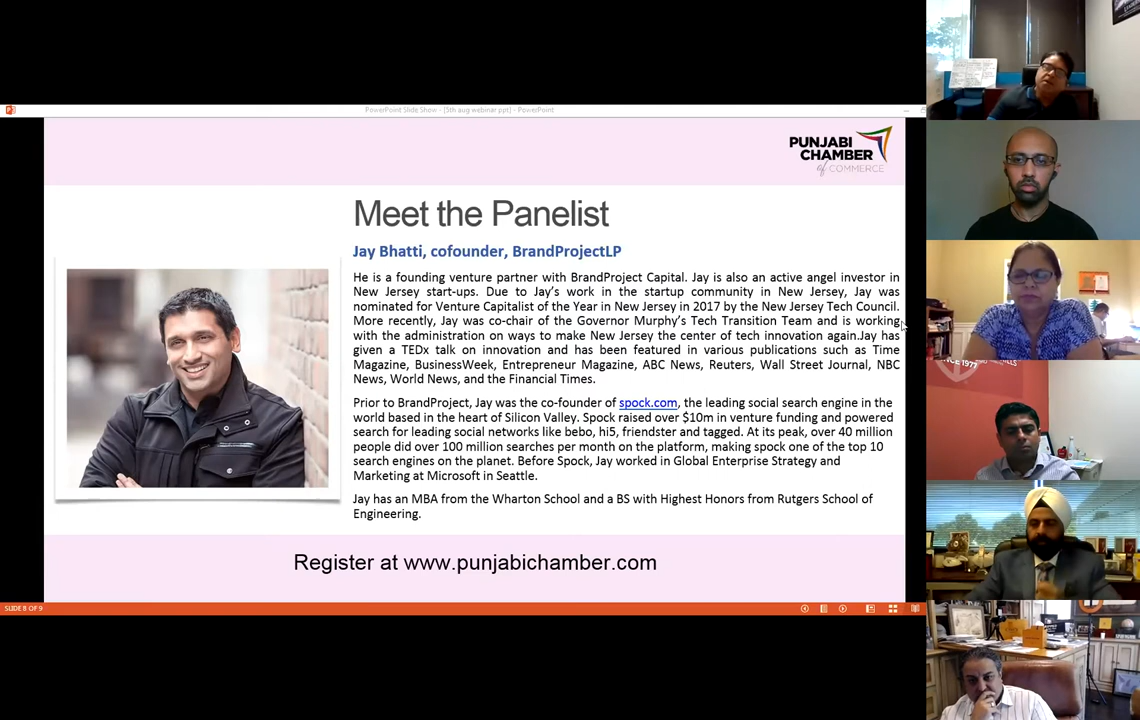 PowerPoint Slide Show - [5th aug webinar.ppt] - PowerPoint
PUNJABI
CHAMBER
of COMMERCE
Meet the Panelist
Jay Bhatti, cofounder, BrandProjectLP
He is a founding venture partner with BrandProject Capital. Jay is also an active angel investor in
New Jersey start-ups. Due to Jay’s work in the startup community in New Jersey, Jay was
nominated for Venture Capitalist of the Year in New Jersey in 2017 by the New Jersey Tech Council.
More recently, Jay was co-chair of the Governor Murphy’s Tech Transition Team and is working
with the administration on ways to make New Jersey the center of tech innovation again.Jay has
given a TEDx talk on innovation and has been featured in various publications such as Time
Magazine, BusinessWeek, Entrepreneur Magazine, ABC News, Reuters, Wall Street Journal, NBC
News, World News, and the Financial Times.
Prior to BrandProject, Jay was the co-founder of spock.com, the leading social search engine in the
world based in the heart of Silicon Valley. Spock raised over $10m in venture funding and powered
search for leading social networks like bebo, hi5, friendster and tagged. At its peak, over 40 million
people did over 100 million searches per month on the platform, making spock one of the top 10
search engines on the planet. Before Spock, Jay worked in Global Enterprise Strategy and
Marketing at Microsoft in Seattle.
Jay has an MBA from the Wharton School and a BS with Highest Honors from Rutgers School of
Engineering.
Register at www.punjabichamber.com
SLIDE 8 OF 9
SINCE 1977